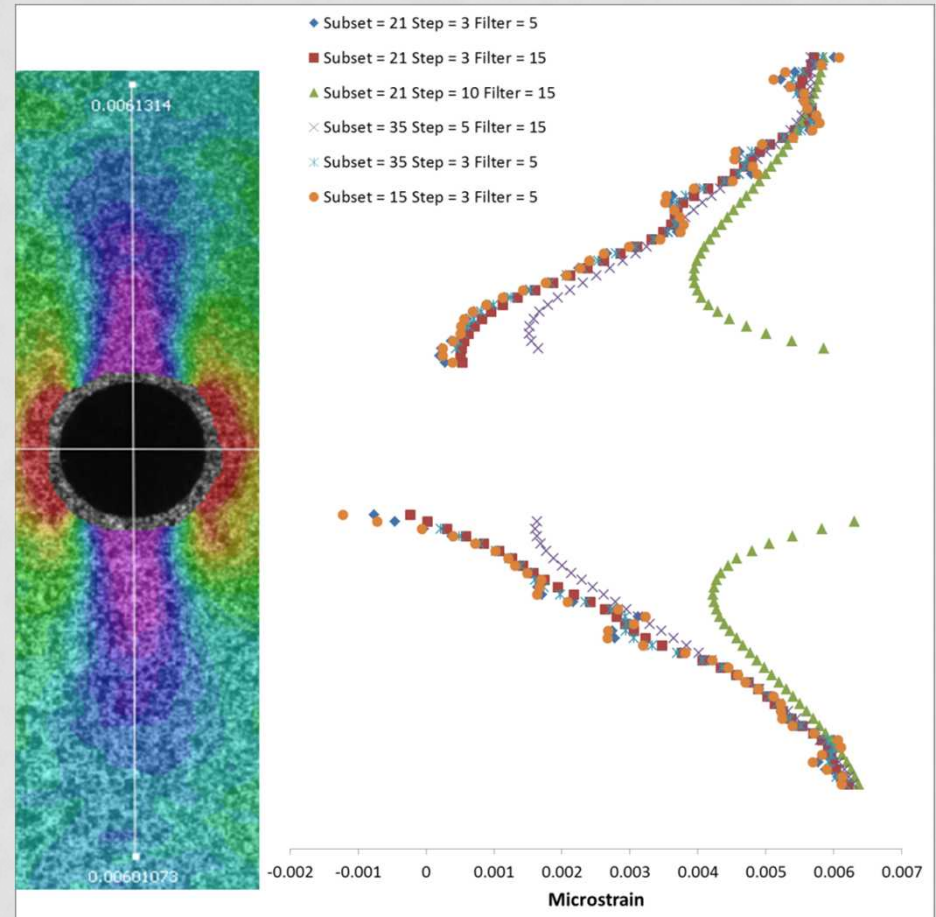 Subset = 21 Step = 3 Filter = 5
Subset = 21 Step = 3 Filter = 15
Subset = 21 Step = 10 Filter = 15
Subset = 35 Step = 5 Filter = 15
Subset = 35 Step = 3 Filter = 5
Subset = 15 Step = 3 Filter = 5
0.0061314
0.00681073
-0.002 -0.001 0 0.001 0.002 0.003 0.004 0.005 0.006 0.007
Microstrain